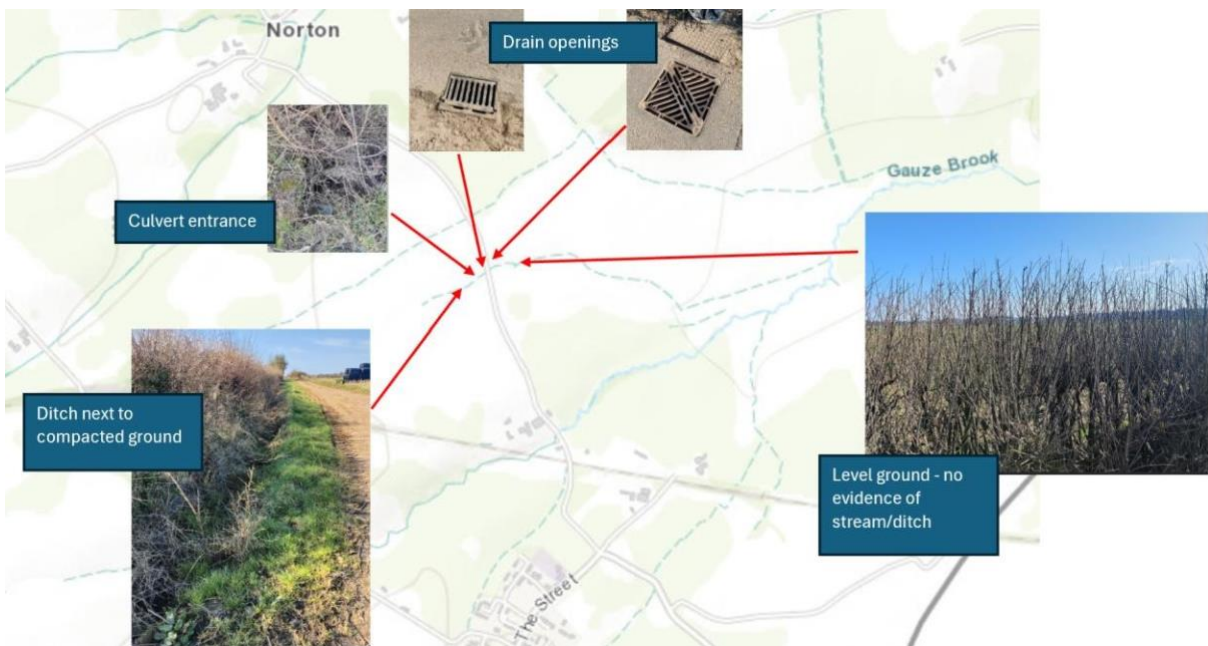 Norton
Drain openings
Gauze Brook
Culvert entrance
Ditch next to
compacted ground
Level ground - no
evidence of
stream/ditch
The Street